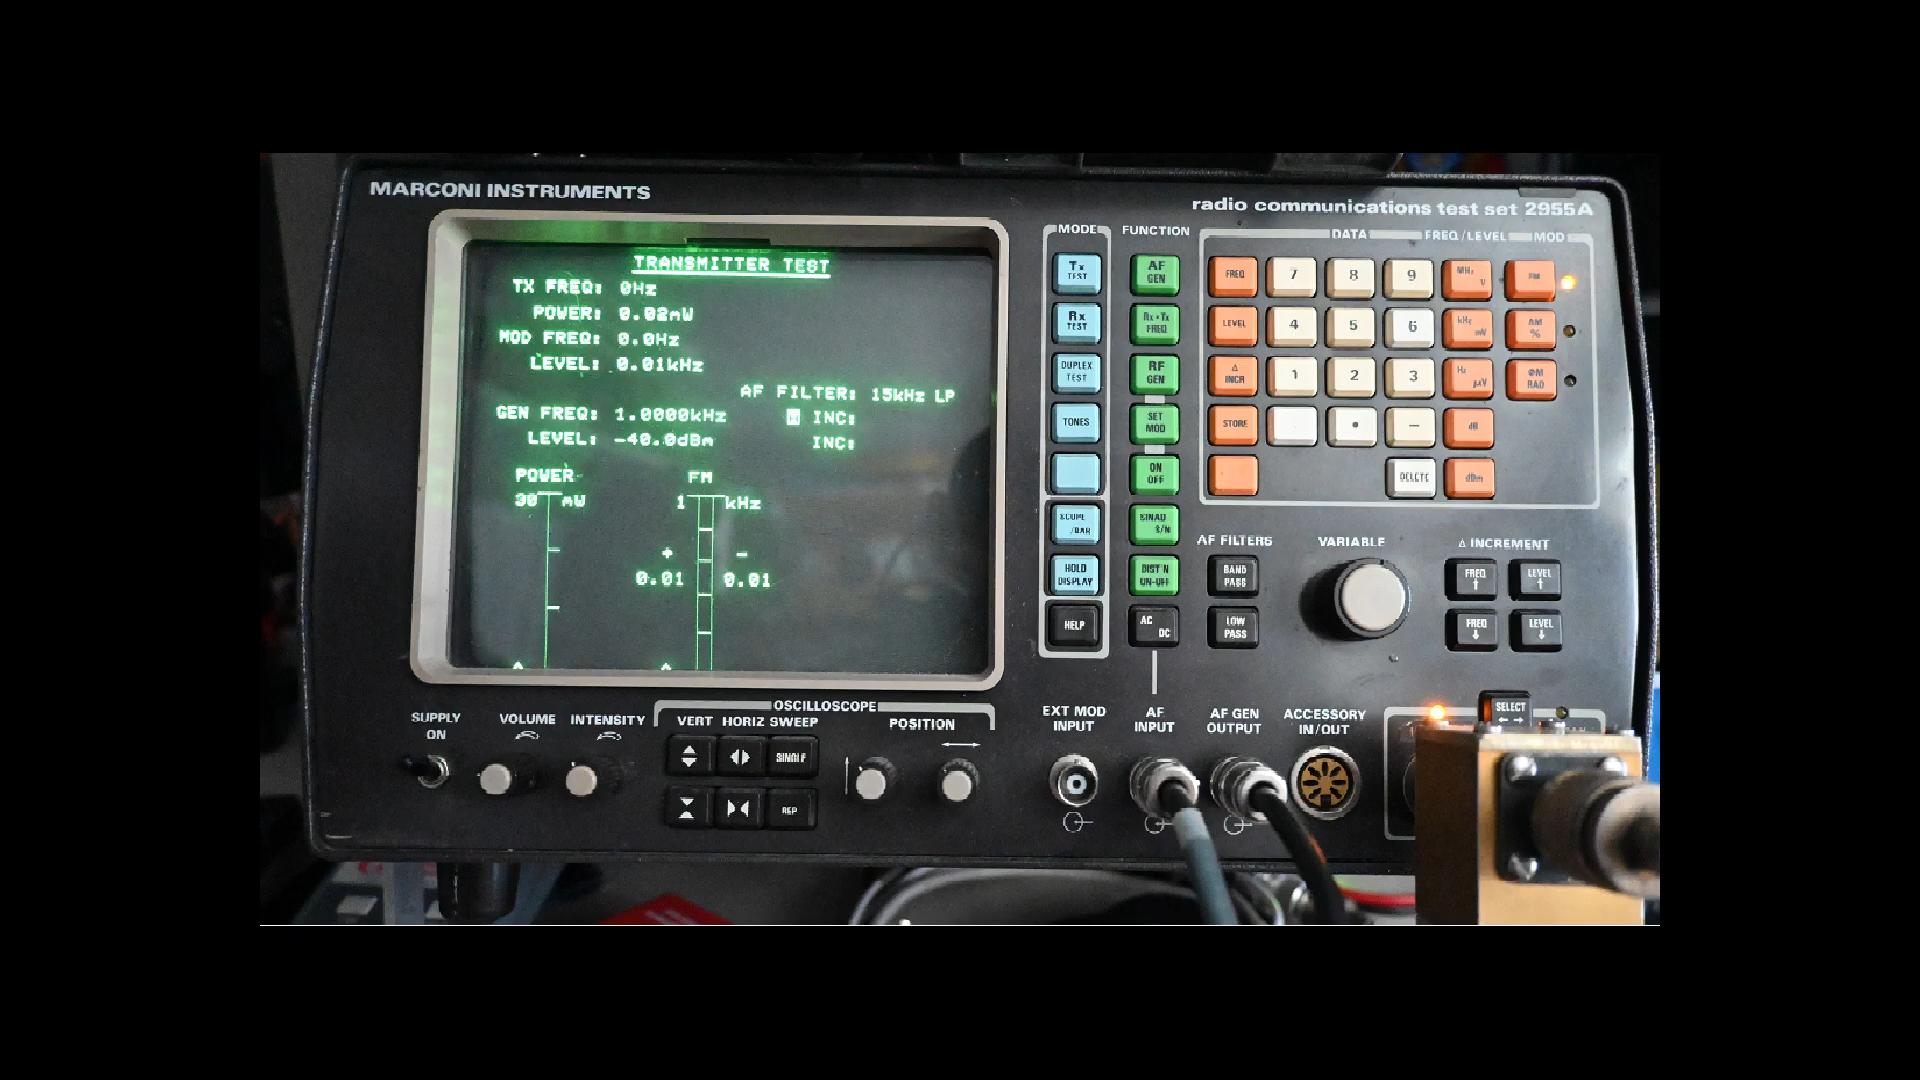 MARCONI INSTRUMENTS
radio communications test set 2955A
TRANSMITTER TEST
TX FREQ: 0Hz
POWER: 0.02mW
MOD FREQ: 0.0Hz
LEVEL: 0.01kHz
AF FILTER: 15kHz LP
GEN FREQ: 1.0000kHz
INC:
LEVEL: -40.0dBm
INC:
POWER
30 mW
FM
1 kHz
+ -
0.01 0.01
MODE
Tx TEST
Rx TEST
DUPLEX TEST
TONES
SCOPE /BAR
HOLD DISPLAY
HELP
FUNCTION
AF GEN
Rx=Tx FREQ
RF GEN
SET MOD
ON OFF
SINAD S/N
DIST'N ON-OFF
AC DC
DATA FREQ/LEVEL MOD
FREQ 7 8 9 MHz V FM
LEVEL 4 5 6 kHz mV AM %
Δ INCR 1 2 3 Hz µV ØM RAD
STORE • − dB
DELETE dBm
AF FILTERS
BAND PASS
LOW PASS
VARIABLE
Δ INCREMENT
FREQ ↑ LEVEL ↑
FREQ ↓ LEVEL ↓
SUPPLY ON
VOLUME
INTENSITY
OSCILLOSCOPE
VERT HORIZ SWEEP
POSITION
SINGLE
REP
EXT MOD INPUT
AF INPUT
AF GEN OUTPUT
ACCESSORY IN/OUT
SELECT